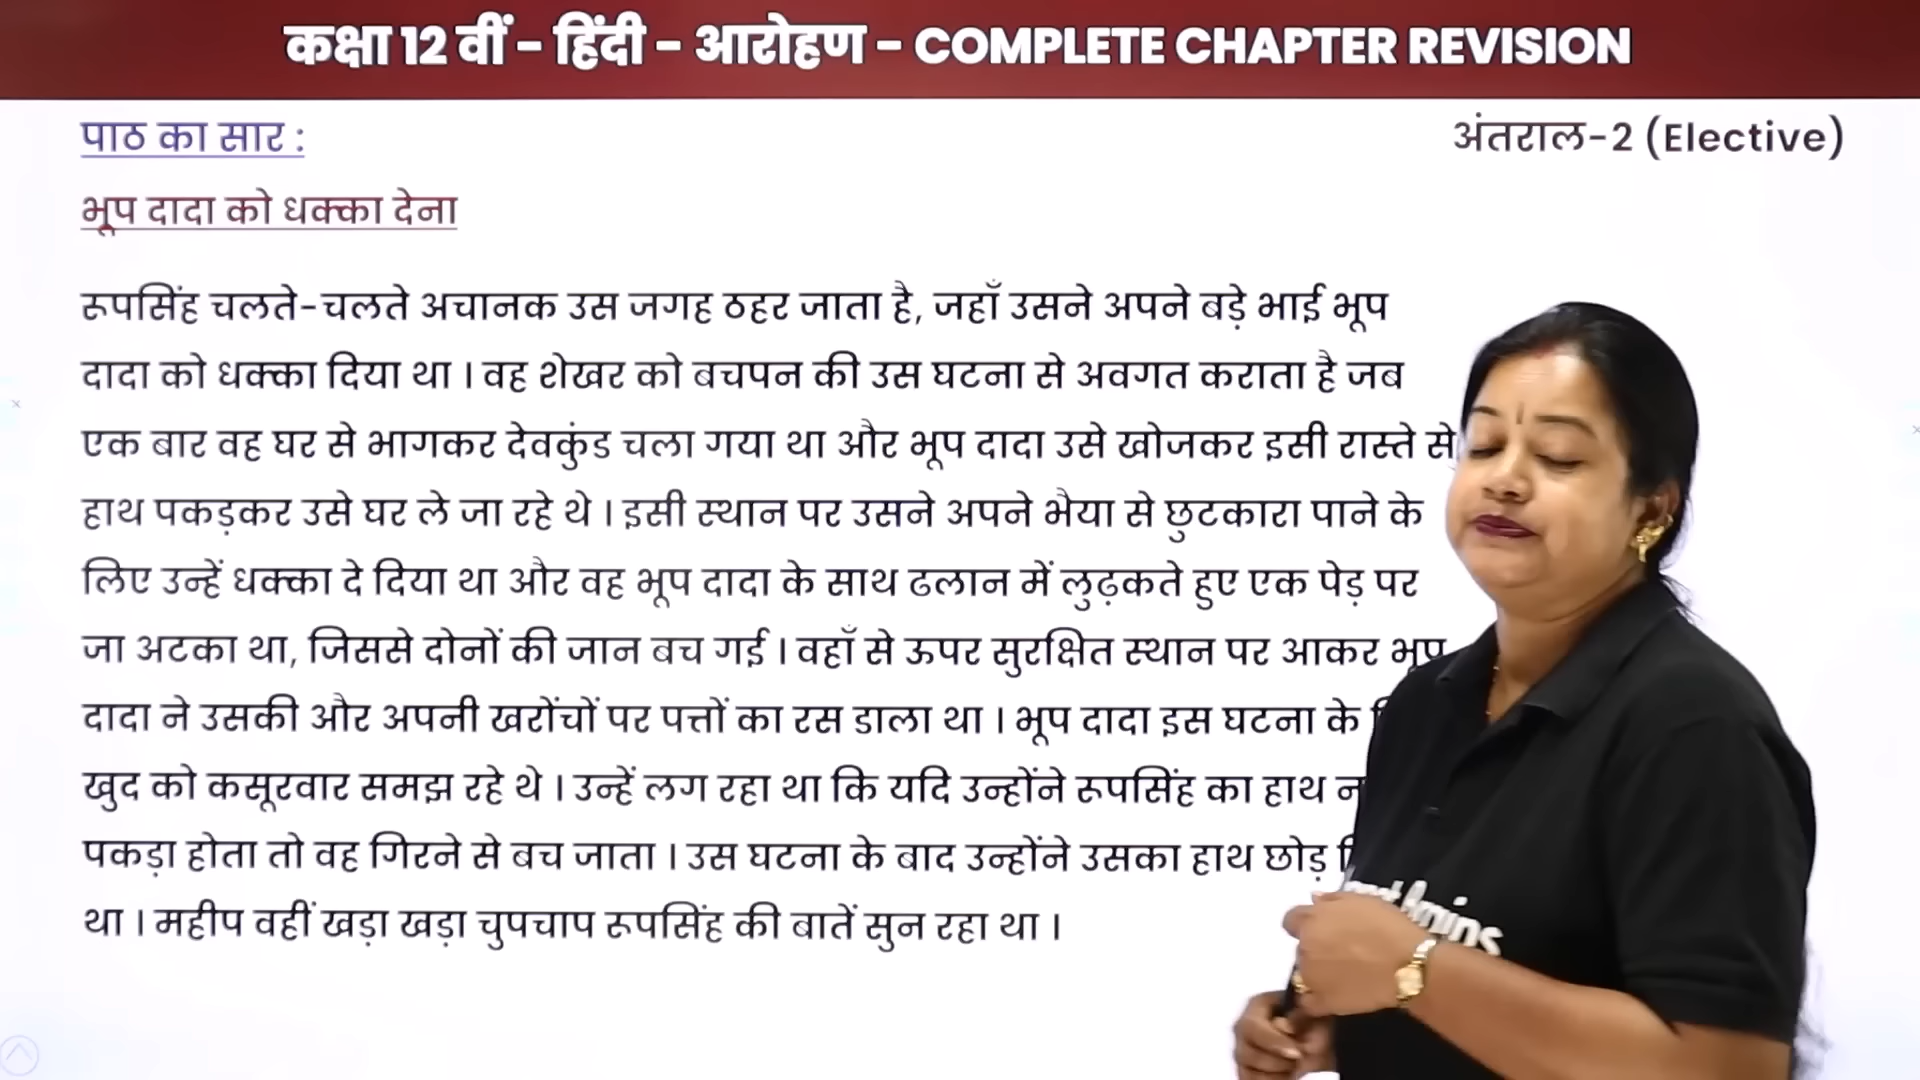 कक्षा 12 वीं - हिंदी - आरोहण - COMPLETE CHAPTER REVISION
पाठ का सार :
अंतराल-2 (Elective)
भूप दादा को धक्का देना
रूपसिंह चलते-चलते अचानक उस जगह ठहर जाता है, जहाँ उसने अपने बड़े भाई भूप
दादा को धक्का दिया था । वह शेखर को बचपन की उस घटना से अवगत कराता है जब
एक बार वह घर से भागकर देवकुंड चला गया था और भूप दादा उसे खोजकर इसी रास्ते से
हाथ पकड़कर उसे घर ले जा रहे थे । इसी स्थान पर उसने अपने भैया से छुटकारा पाने के
लिए उन्हें धक्का दे दिया था और वह भूप दादा के साथ ढलान में लुढ़कते हुए एक पेड़ पर
जा अटका था, जिससे दोनों की जान बच गई । वहाँ से ऊपर सुरक्षित स्थान पर आकर भूप
दादा ने उसकी और अपनी खरोंचों पर पत्तों का रस डाला था । भूप दादा इस घटना के
खुद को कसूरवार समझ रहे थे । उन्हें लग रहा था कि यदि उन्होंने रूपसिंह का हाथ न
पकड़ा होता तो वह गिरने से बच जाता । उस घटना के बाद उन्होंने उसका हाथ छोड़
था । महीप वहीं खड़ा खड़ा चुपचाप रूपसिंह की बातें सुन रहा था ।